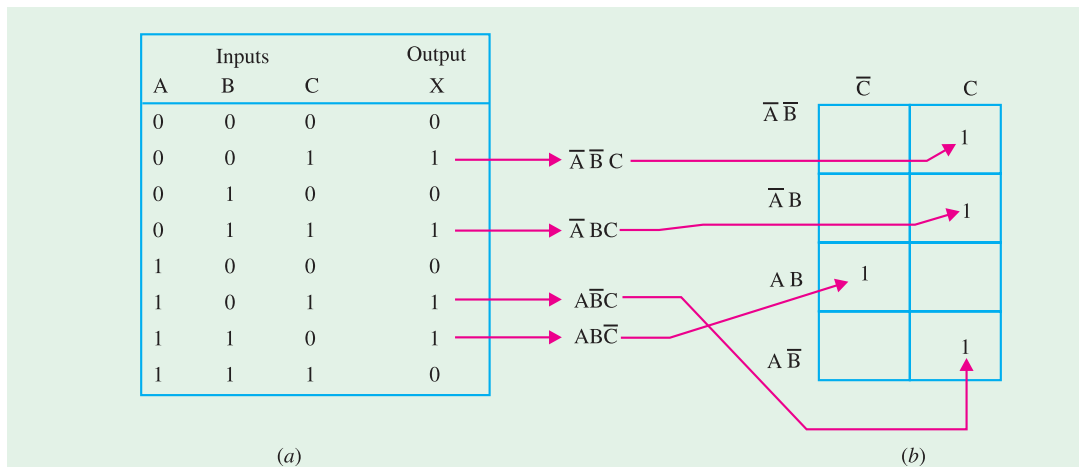 Inputs Output
A B C X
0 0 0 0
0 0 1 1
0 1 0 0
0 1 1 1
1 0 0 0
1 0 1 1
1 1 0 1
1 1 1 0
(a)
A̅ B̅ C
A̅ BC
AB̅C
ABC̅
C̅ C
A̅ B̅ 1
A̅ B 1
A B 1
A B̅ 1
(b)